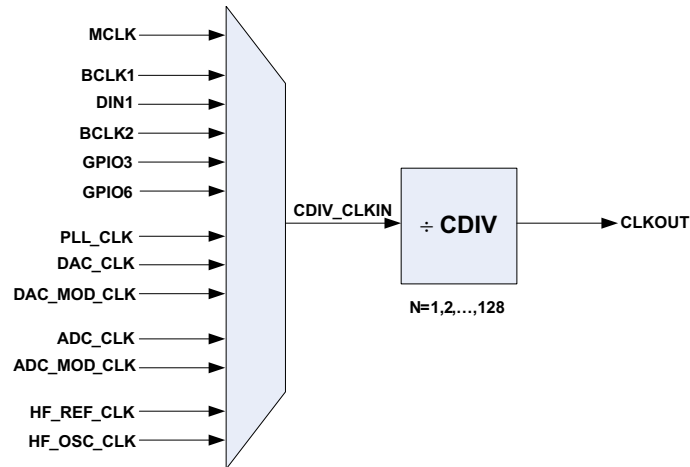 MCLK
BCLK1
DIN1
BCLK2
GPIO3
GPIO6
PLL_CLK
DAC_CLK
DAC_MOD_CLK
ADC_CLK
ADC_MOD_CLK
HF_REF_CLK
HF_OSC_CLK
CDIV_CLKIN
÷ CDIV
N=1,2,...,128
CLKOUT